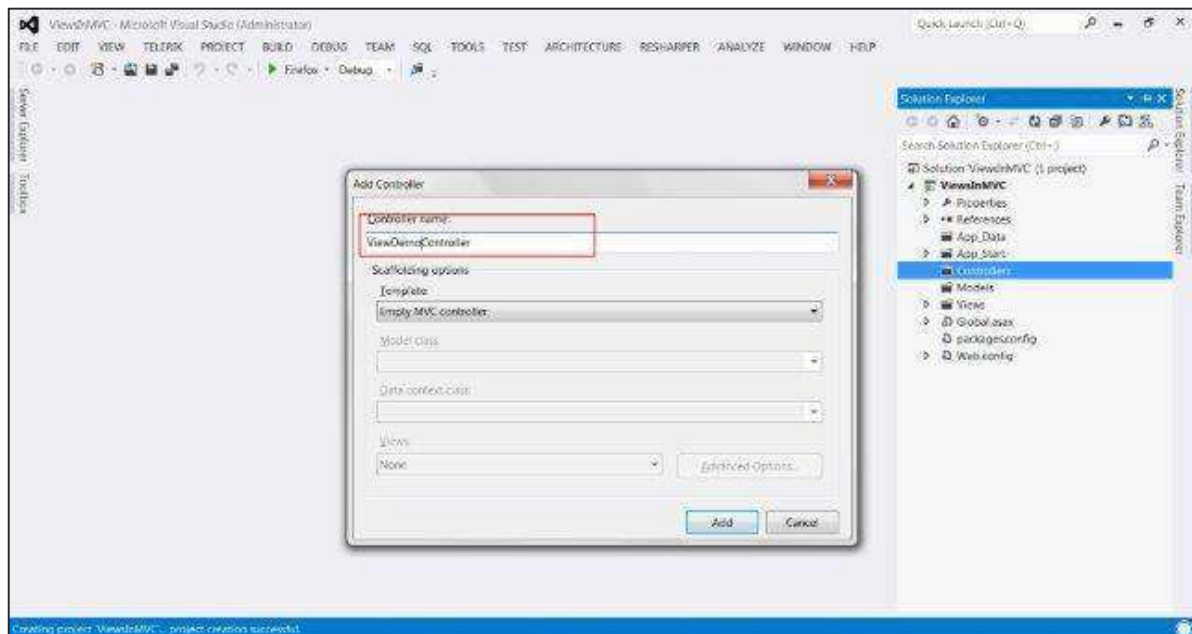 ViewsInMVC - Microsoft Visual Studio (Administrator)
Quick Launch (Ctrl+Q)
FILE EDIT VIEW TELERIK PROJECT BUILD DEBUG TEAM SQL TOOLS TEST ARCHITECTURE RESHARPER ANALYZE WINDOW HELP
Firefox Debug
Server Explorer
Toolbox
Add Controller
Controller name:
ViewDemoController
Scaffolding options
Template
Empty MVC controller
Model class
Data context class
Views
None
Advanced Options...
Add Cancel
Solution Explorer
Search Solution Explorer (Ctrl+;)
Solution 'ViewsInMVC' (1 project)
ViewsInMVC
Properties
References
App_Data
App_Start
Controllers
Models
Views
Global.asax
packages.config
Web.config
Solution Explorer
Team Explorer
Creating project 'ViewsInMVC'... project creation successful.